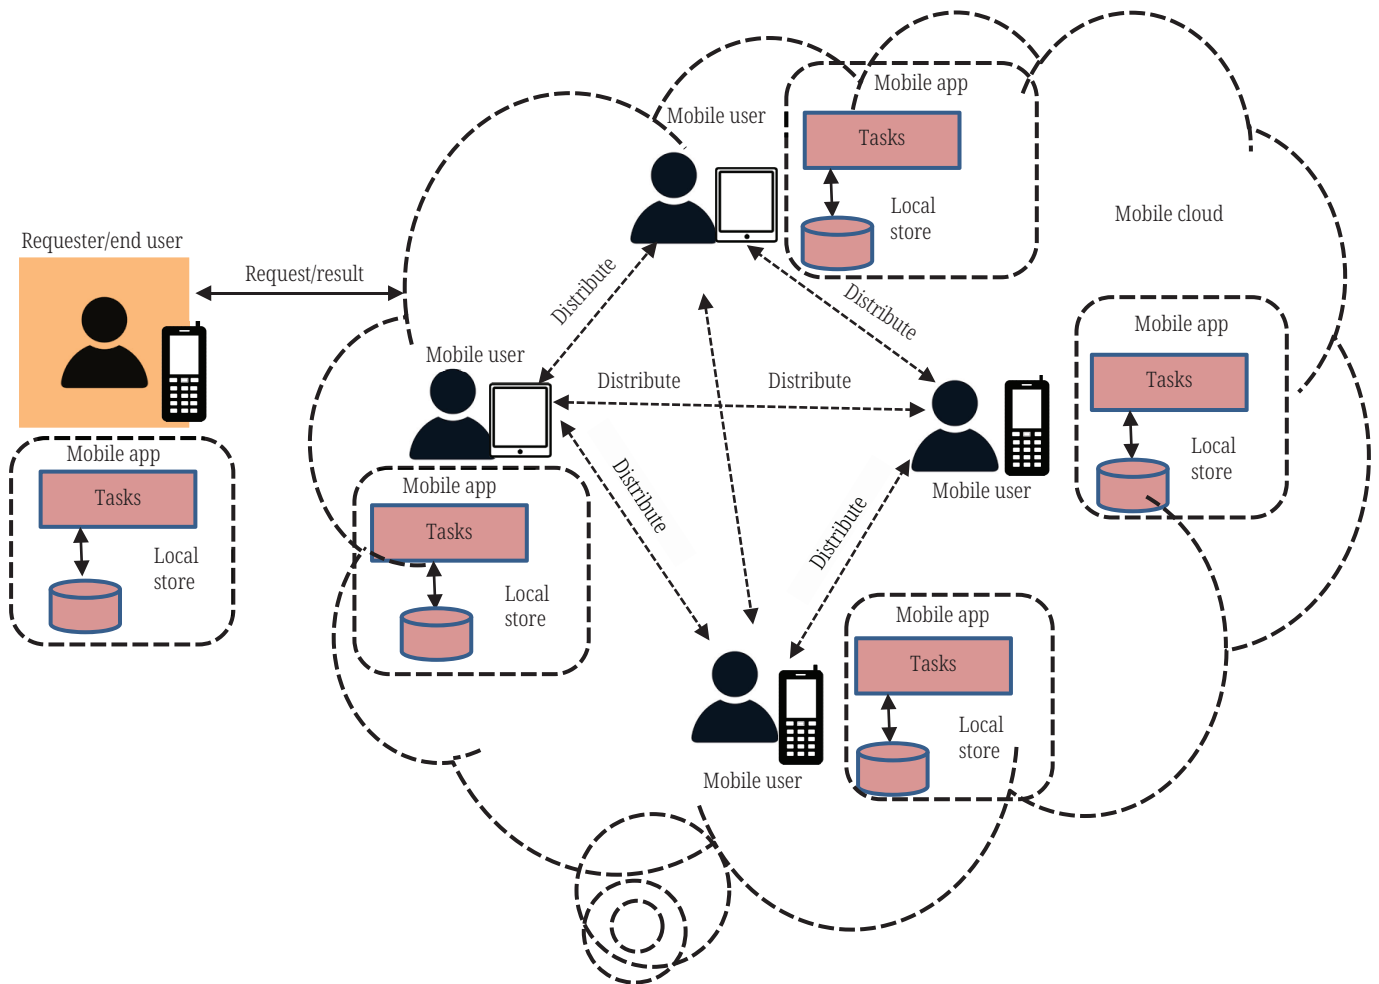 Mobile app
Mobile user
Tasks
Local
store
Mobile cloud
Requester/end user
Request/result
Distribute
Distribute
Mobile app
Mobile user
Tasks
Distribute
Distribute
Local
store
Mobile user
Mobile app
Tasks
Local
store
Mobile app
Tasks
Local
store
Distribute
Distribute
Mobile app
Tasks
Local
store
Mobile user